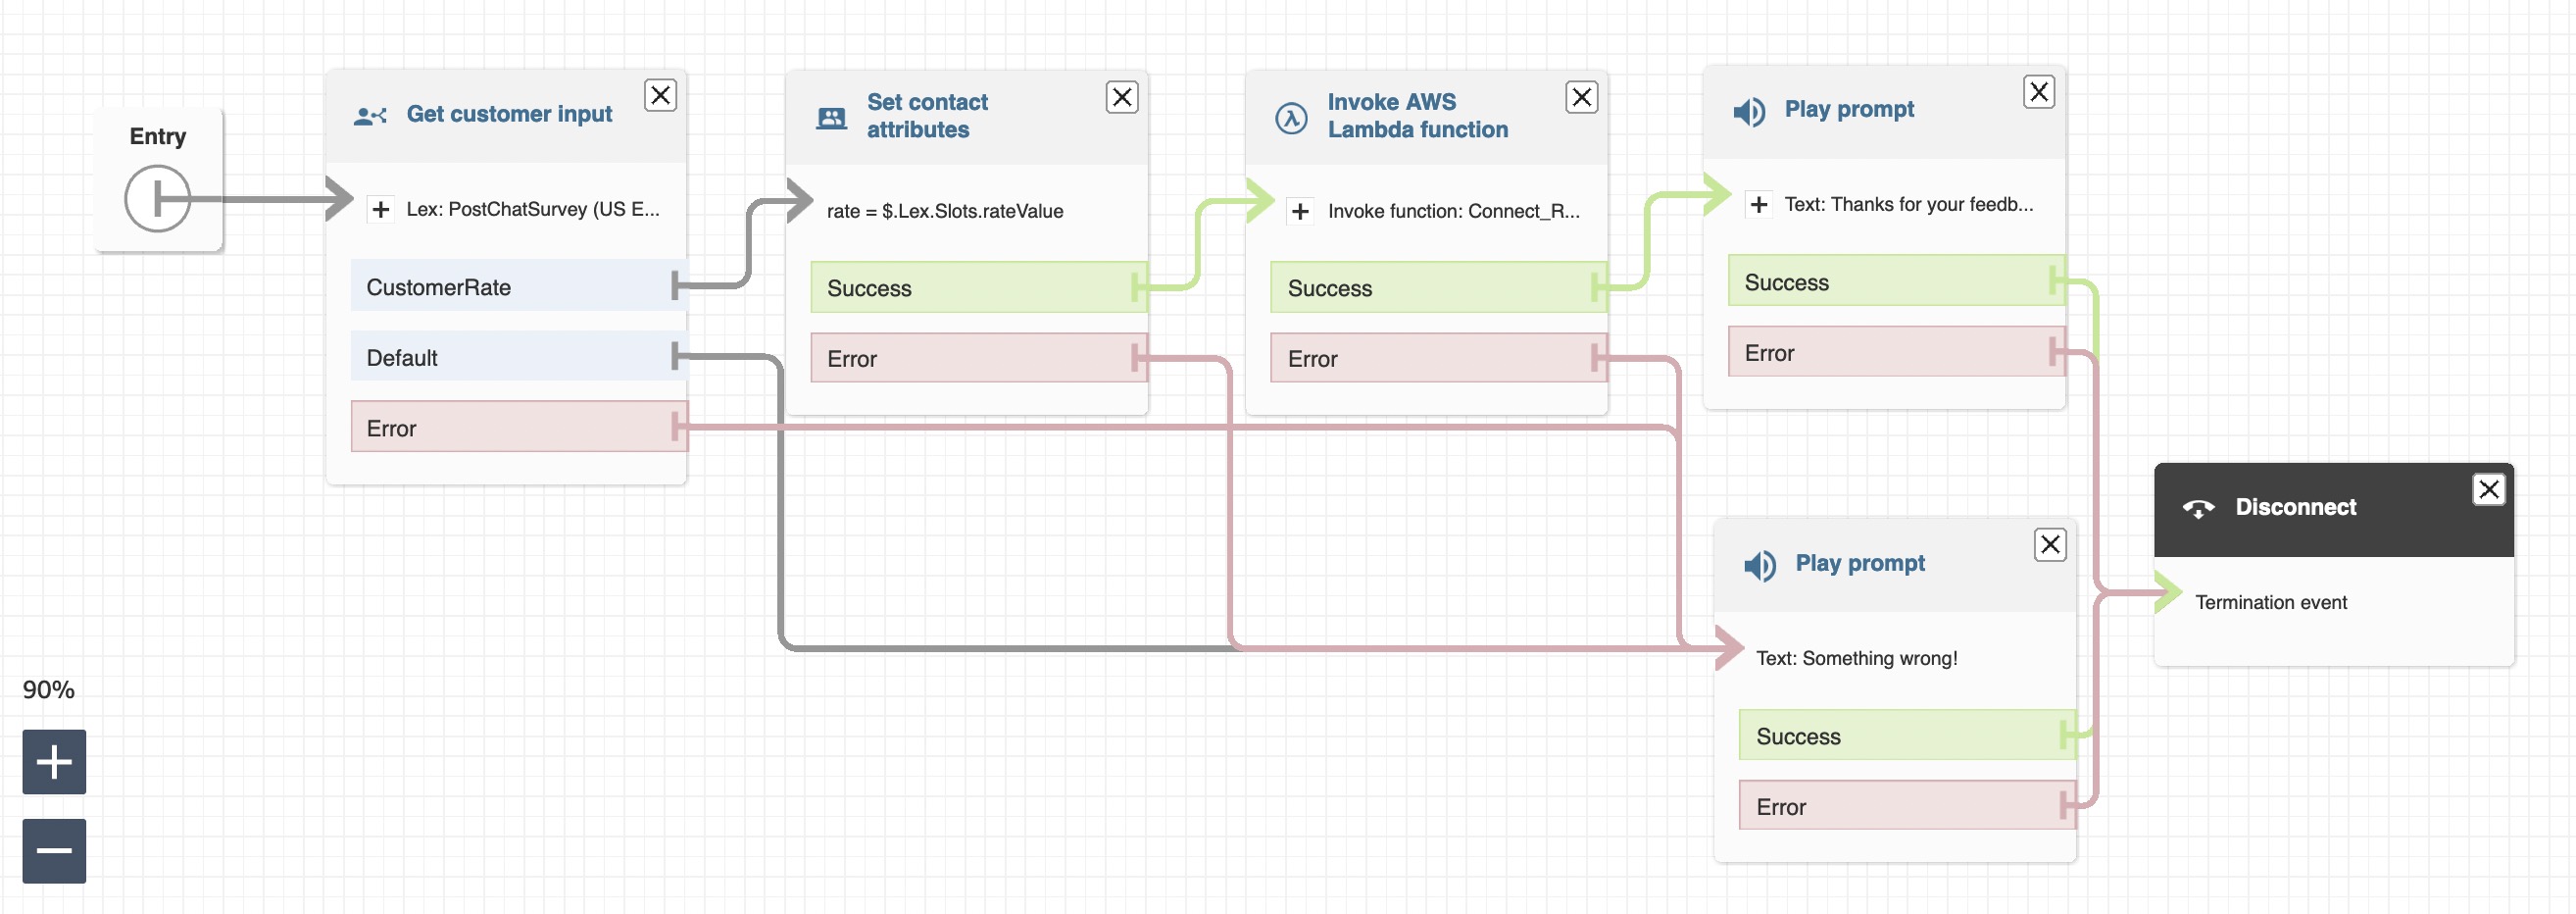 Entry
Get customer input
Lex: PostChatSurvey (US E...
CustomerRate
Default
Error
Set contact
attributes
rate = $.Lex.Slots.rateValue
Success
Error
Invoke AWS
Lambda function
Invoke function: Connect_R...
Success
Error
Play prompt
Text: Thanks for your feedb...
Success
Error
Play prompt
Text: Something wrong!
Success
Error
Disconnect
Termination event
90%